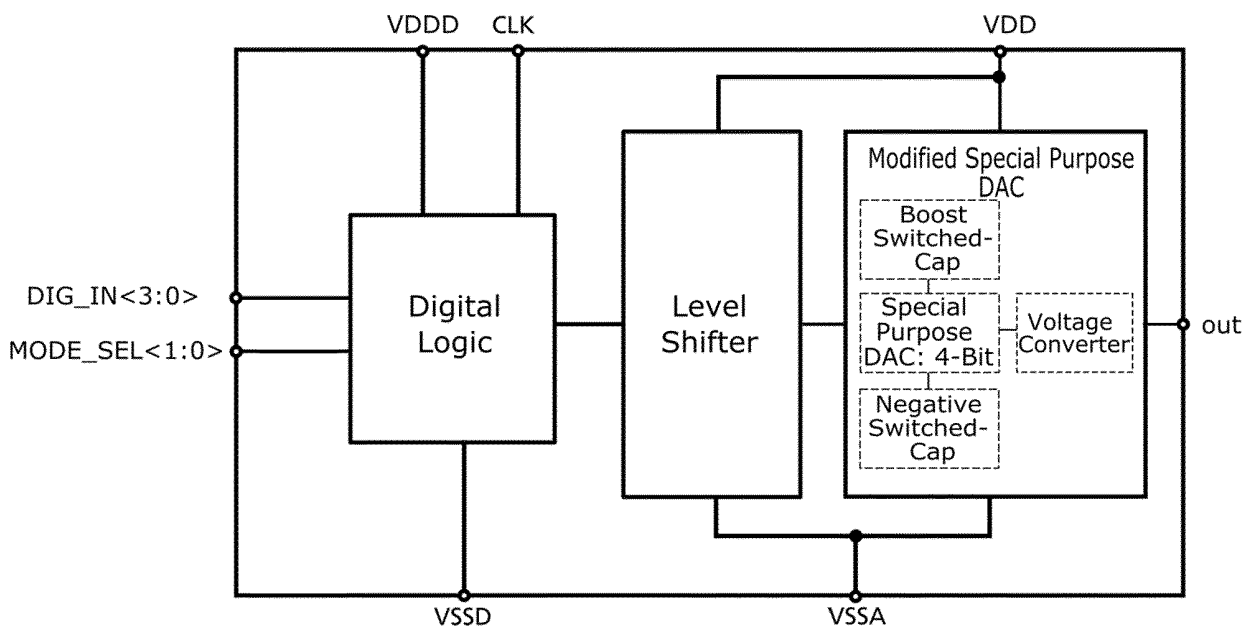 VDDD
CLK
VDD
Modified Special Purpose
DAC
Boost
Switched-
Cap
DIG_IN<3:0>
MODE_SEL<1:0>
Digital
Logic
Level
Shifter
Special
Purpose
DAC: 4-Bit
Voltage
Converter
out
Negative
Switched-
Cap
VSSD
VSSA